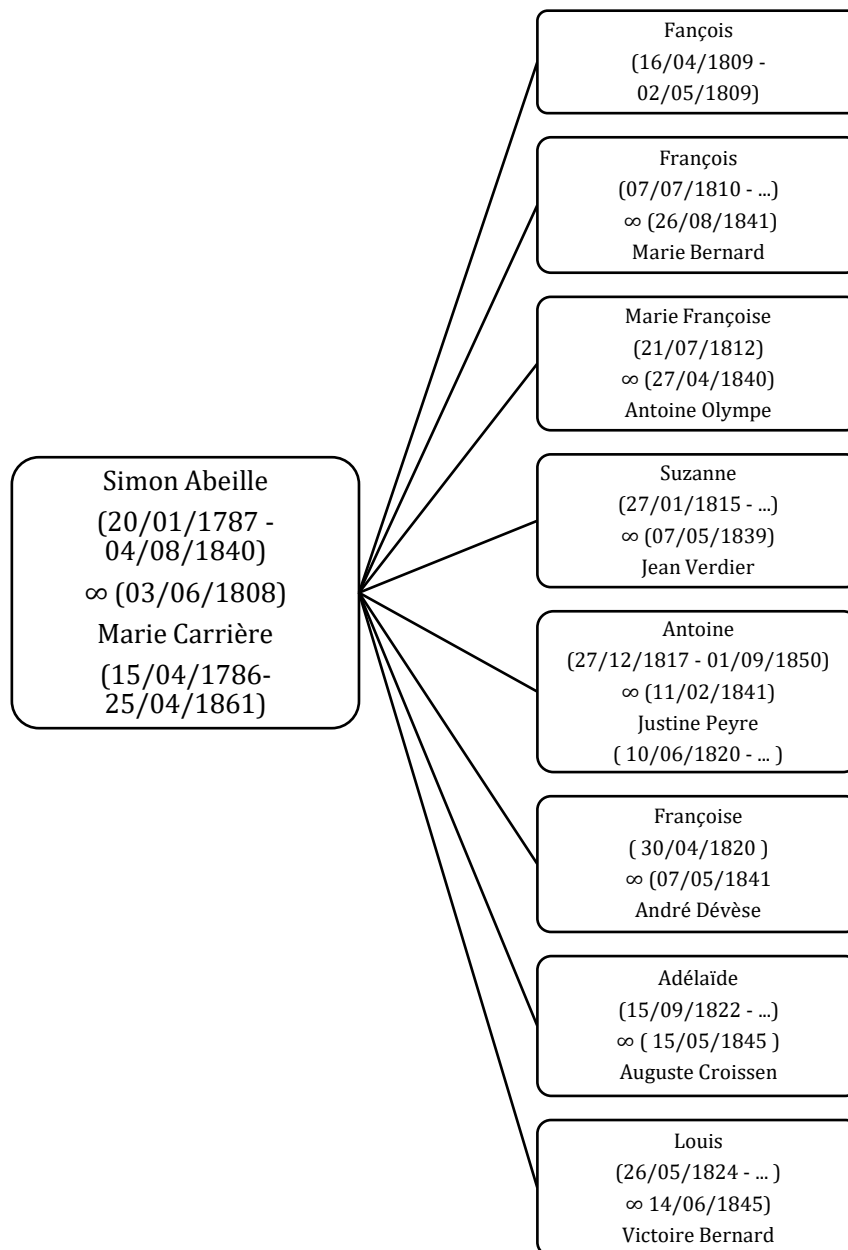 Simon Abeille
(20/01/1787 -
04/08/1840)
∞ (03/06/1808)
Marie Carrière
(15/04/1786-
25/04/1861)
Fançois
(16/04/1809 -
02/05/1809)
François
(07/07/1810 - ...)
∞ (26/08/1841)
Marie Bernard
Marie Françoise
(21/07/1812)
∞ (27/04/1840)
Antoine Olympe
Suzanne
(27/01/1815 - ...)
∞ (07/05/1839)
Jean Verdier
Antoine
(27/12/1817 - 01/09/1850)
∞ (11/02/1841)
Justine Peyre
( 10/06/1820 - ... )
Françoise
( 30/04/1820 )
∞ (07/05/1841
André Dévèse
Adélaïde
(15/09/1822 - ...)
∞ ( 15/05/1845 )
Auguste Croissen
Louis
(26/05/1824 - ... )
∞ 14/06/1845)
Victoire Bernard